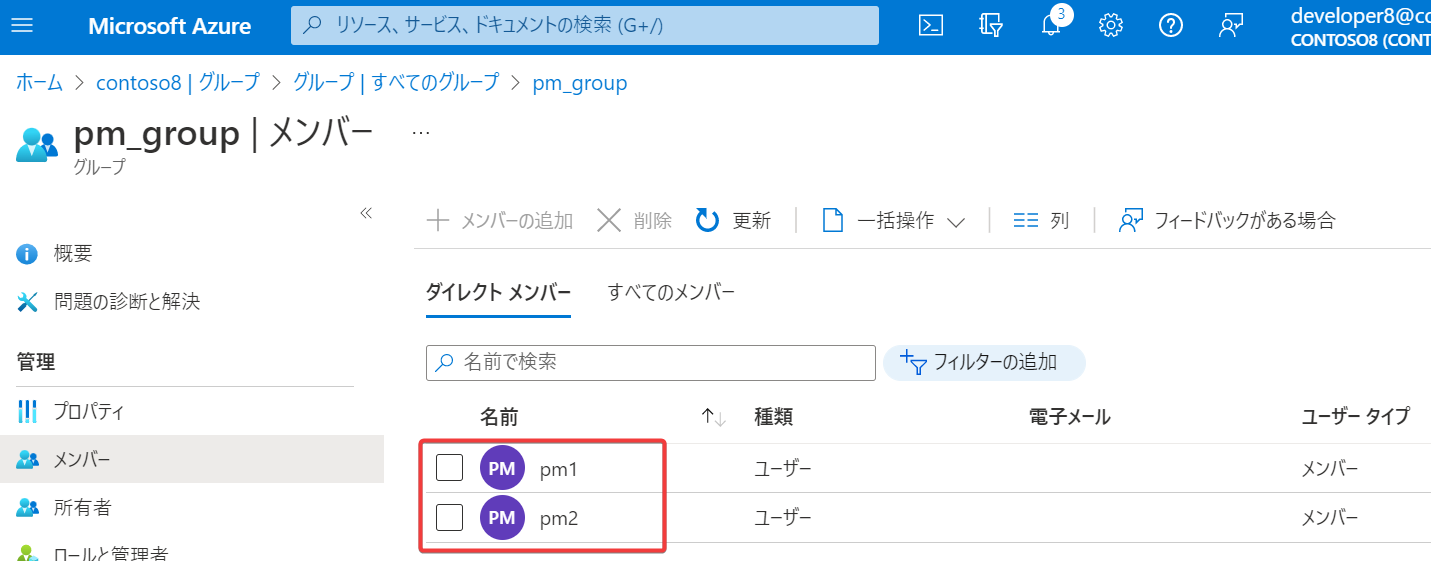 Microsoft Azure
リソース、サービス、ドキュメントの検索 (G+/)
3
developer8@co
CONTOSO8 (CONT
ホーム > contoso8 | グループ > グループ | すべてのグループ > pm_group
pm_group | メンバー ...
グループ
«
メンバーの追加 削除 更新 一括操作 列 フィードバックがある場合
概要
問題の診断と解決
管理
プロパティ
メンバー
所有者
ロールと管理者
ダイレクト メンバー すべてのメンバー
名前で検索 フィルターの追加
名前 ↑↓ 種類 電子メール ユーザー タイプ
PM pm1 ユーザー メンバー
PM pm2 ユーザー メンバー